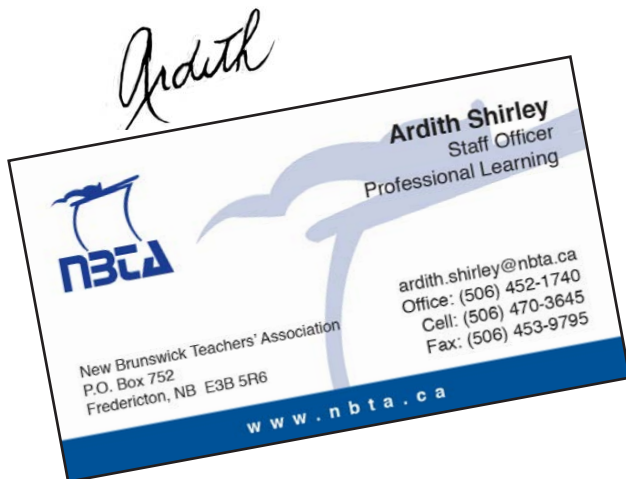 Ardith
Ardith Shirley
Staff Officer
Professional Learning
NBTA
ardith.shirley@nbta.ca
Office: (506) 452-1740
Cell: (506) 470-3645
Fax: (506) 453-9795
New Brunswick Teachers' Association
P.O. Box 752
Fredericton, NB E3B 5R6
www.nbta.ca